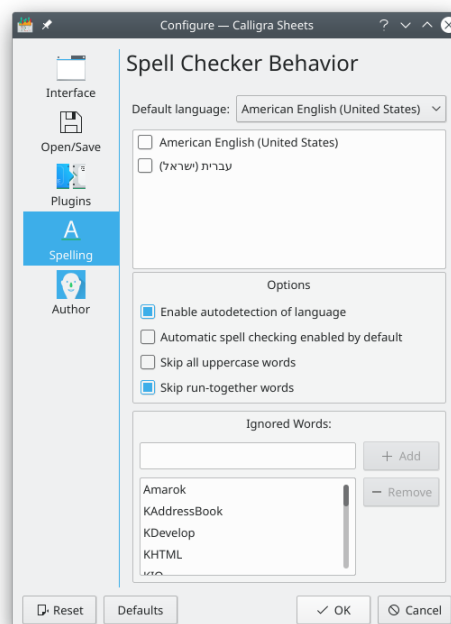 Configure — Calligra Sheets
Spell Checker Behavior
Interface
Open/Save
Plugins
Spelling
Author
Default language: American English (United States)
American English (United States)
עברית (ישראל)
Options
Enable autodetection of language
Automatic spell checking enabled by default
Skip all uppercase words
Skip run-together words
Ignored Words:
+ Add
− Remove
Amarok
KAddressBook
KDevelop
KHTML
KIO
Reset Defaults OK Cancel